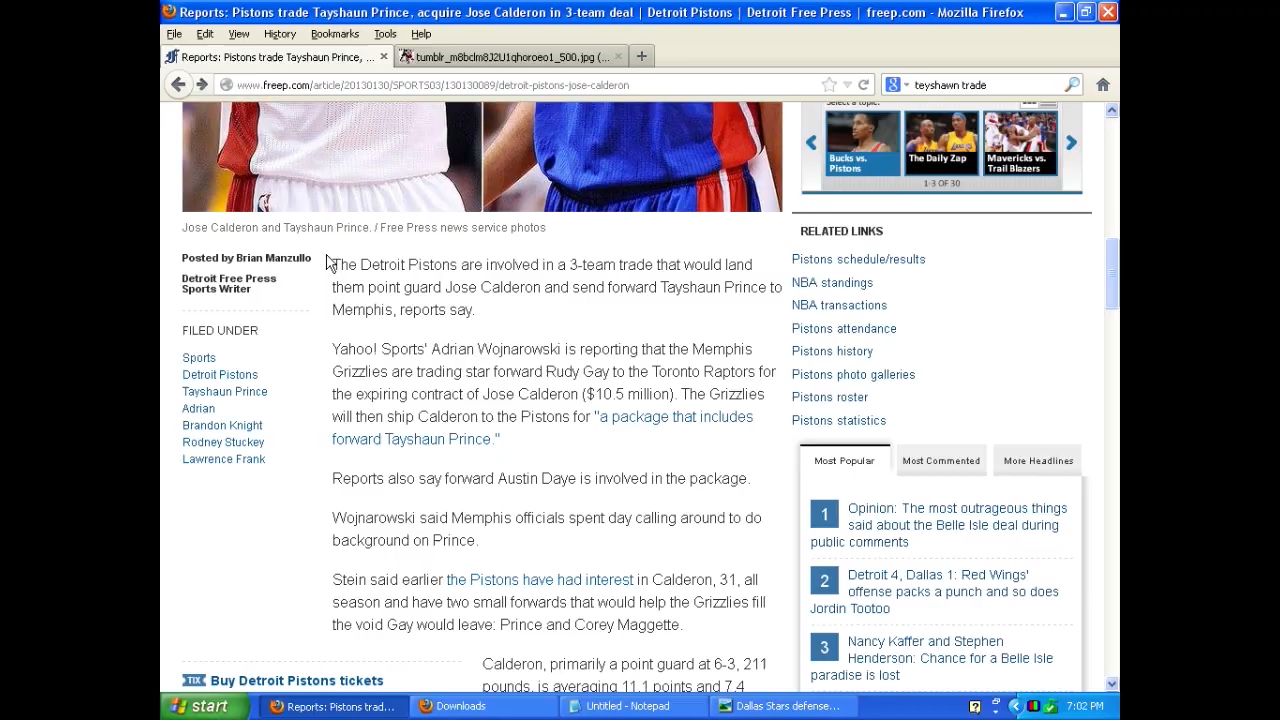 Reports: Pistons trade Tayshaun Prince, acquire Jose Calderon in 3-team deal | Detroit Pistons | Detroit Free Press | freep.com - Mozilla Firefox
File Edit View History Bookmarks Tools Help
Reports: Pistons trade Tayshaun Prince, ... tumblr_m8bclm8J2U1qhoroeo1_500.jpg (...
www.freep.com/article/20130130/SPORTS03/130130089/detroit-pistons-jose-calderon
teyshawn trade
Select a topic:
Bucks vs. Pistons
The Daily Zap
Mavericks vs. Trail Blazers
1-3 OF 30
Jose Calderon and Tayshaun Prince. / Free Press news service photos
Posted by Brian Manzullo
Detroit Free Press
Sports Writer
FILED UNDER
Sports
Detroit Pistons
Tayshaun Prince
Adrian
Brandon Knight
Rodney Stuckey
Lawrence Frank
The Detroit Pistons are involved in a 3-team trade that would land
them point guard Jose Calderon and send forward Tayshaun Prince to
Memphis, reports say.
Yahoo! Sports' Adrian Wojnarowski is reporting that the Memphis
Grizzlies are trading star forward Rudy Gay to the Toronto Raptors for
the expiring contract of Jose Calderon ($10.5 million). The Grizzlies
will then ship Calderon to the Pistons for "a package that includes
forward Tayshaun Prince."
Reports also say forward Austin Daye is involved in the package.
Wojnarowski said Memphis officials spent day calling around to do
background on Prince.
Stein said earlier the Pistons have had interest in Calderon, 31, all
season and have two small forwards that would help the Grizzlies fill
the void Gay would leave: Prince and Corey Maggette.
Calderon, primarily a point guard at 6-3, 211
pounds, is averaging 11.1 points and 7.4
TIX Buy Detroit Pistons tickets
RELATED LINKS
Pistons schedule/results
NBA standings
NBA transactions
Pistons attendance
Pistons history
Pistons photo galleries
Pistons roster
Pistons statistics
Most Popular Most Commented More Headlines
1 Opinion: The most outrageous things
said about the Belle Isle deal during
public comments
2 Detroit 4, Dallas 1: Red Wings'
offense packs a punch and so does
Jordin Tootoo
3 Nancy Kaffer and Stephen
Henderson: Chance for a Belle Isle
paradise is lost
start Reports: Pistons trad... Downloads Untitled - Notepad Dallas Stars defense... 7:02 PM